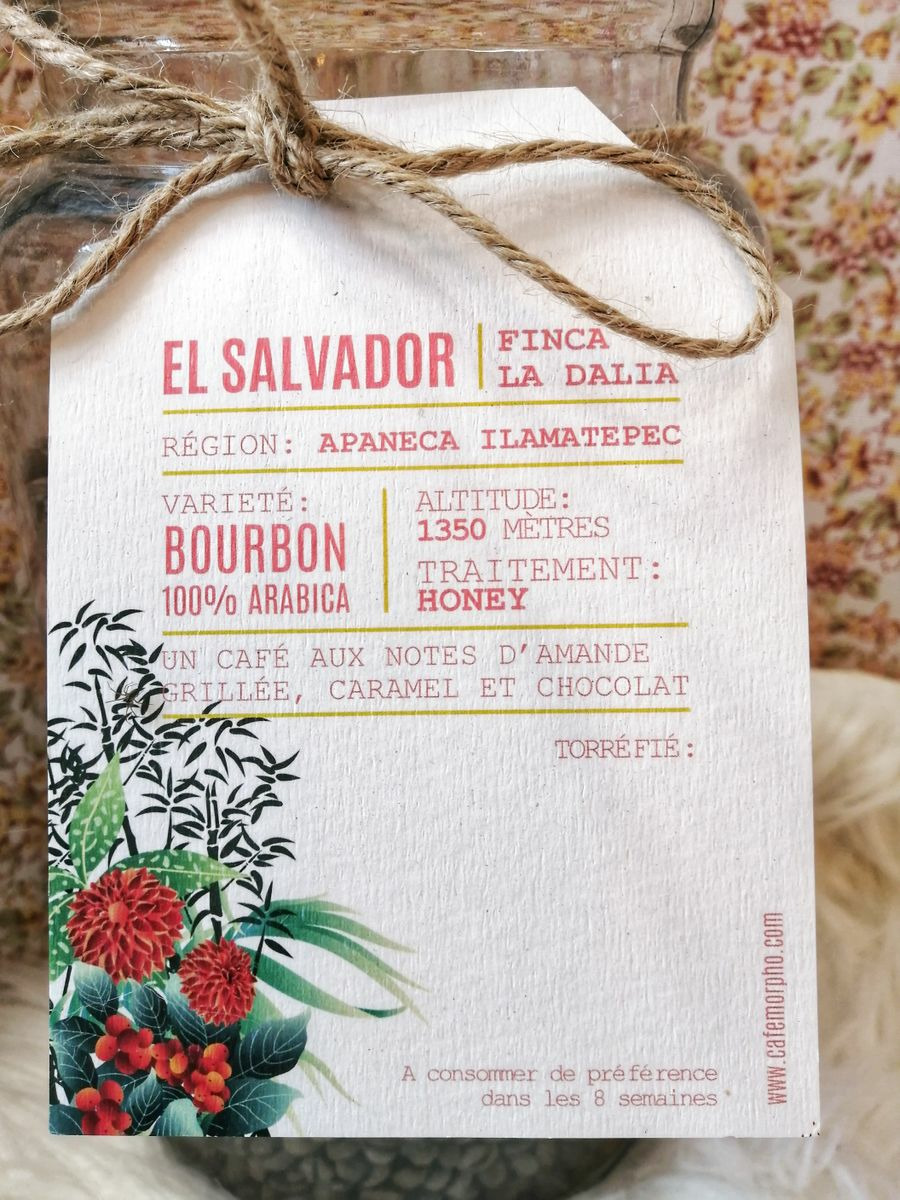 EL SALVADOR
FINCA
LA DALIA
RÉGION: APANECA ILAMATEPEC
VARIETÉ:
BOURBON
100% ARABICA
ALTITUDE:
1350 MÈTRES
TRAITEMENT:
HONEY
UN CAFÉ AUX NOTES D'AMANDE
GRILLÉE, CARAMEL ET CHOCOLAT
TORRÉFIÉ:
A consommer de préférence
dans les 8 semaines
www.cafemorpho.com